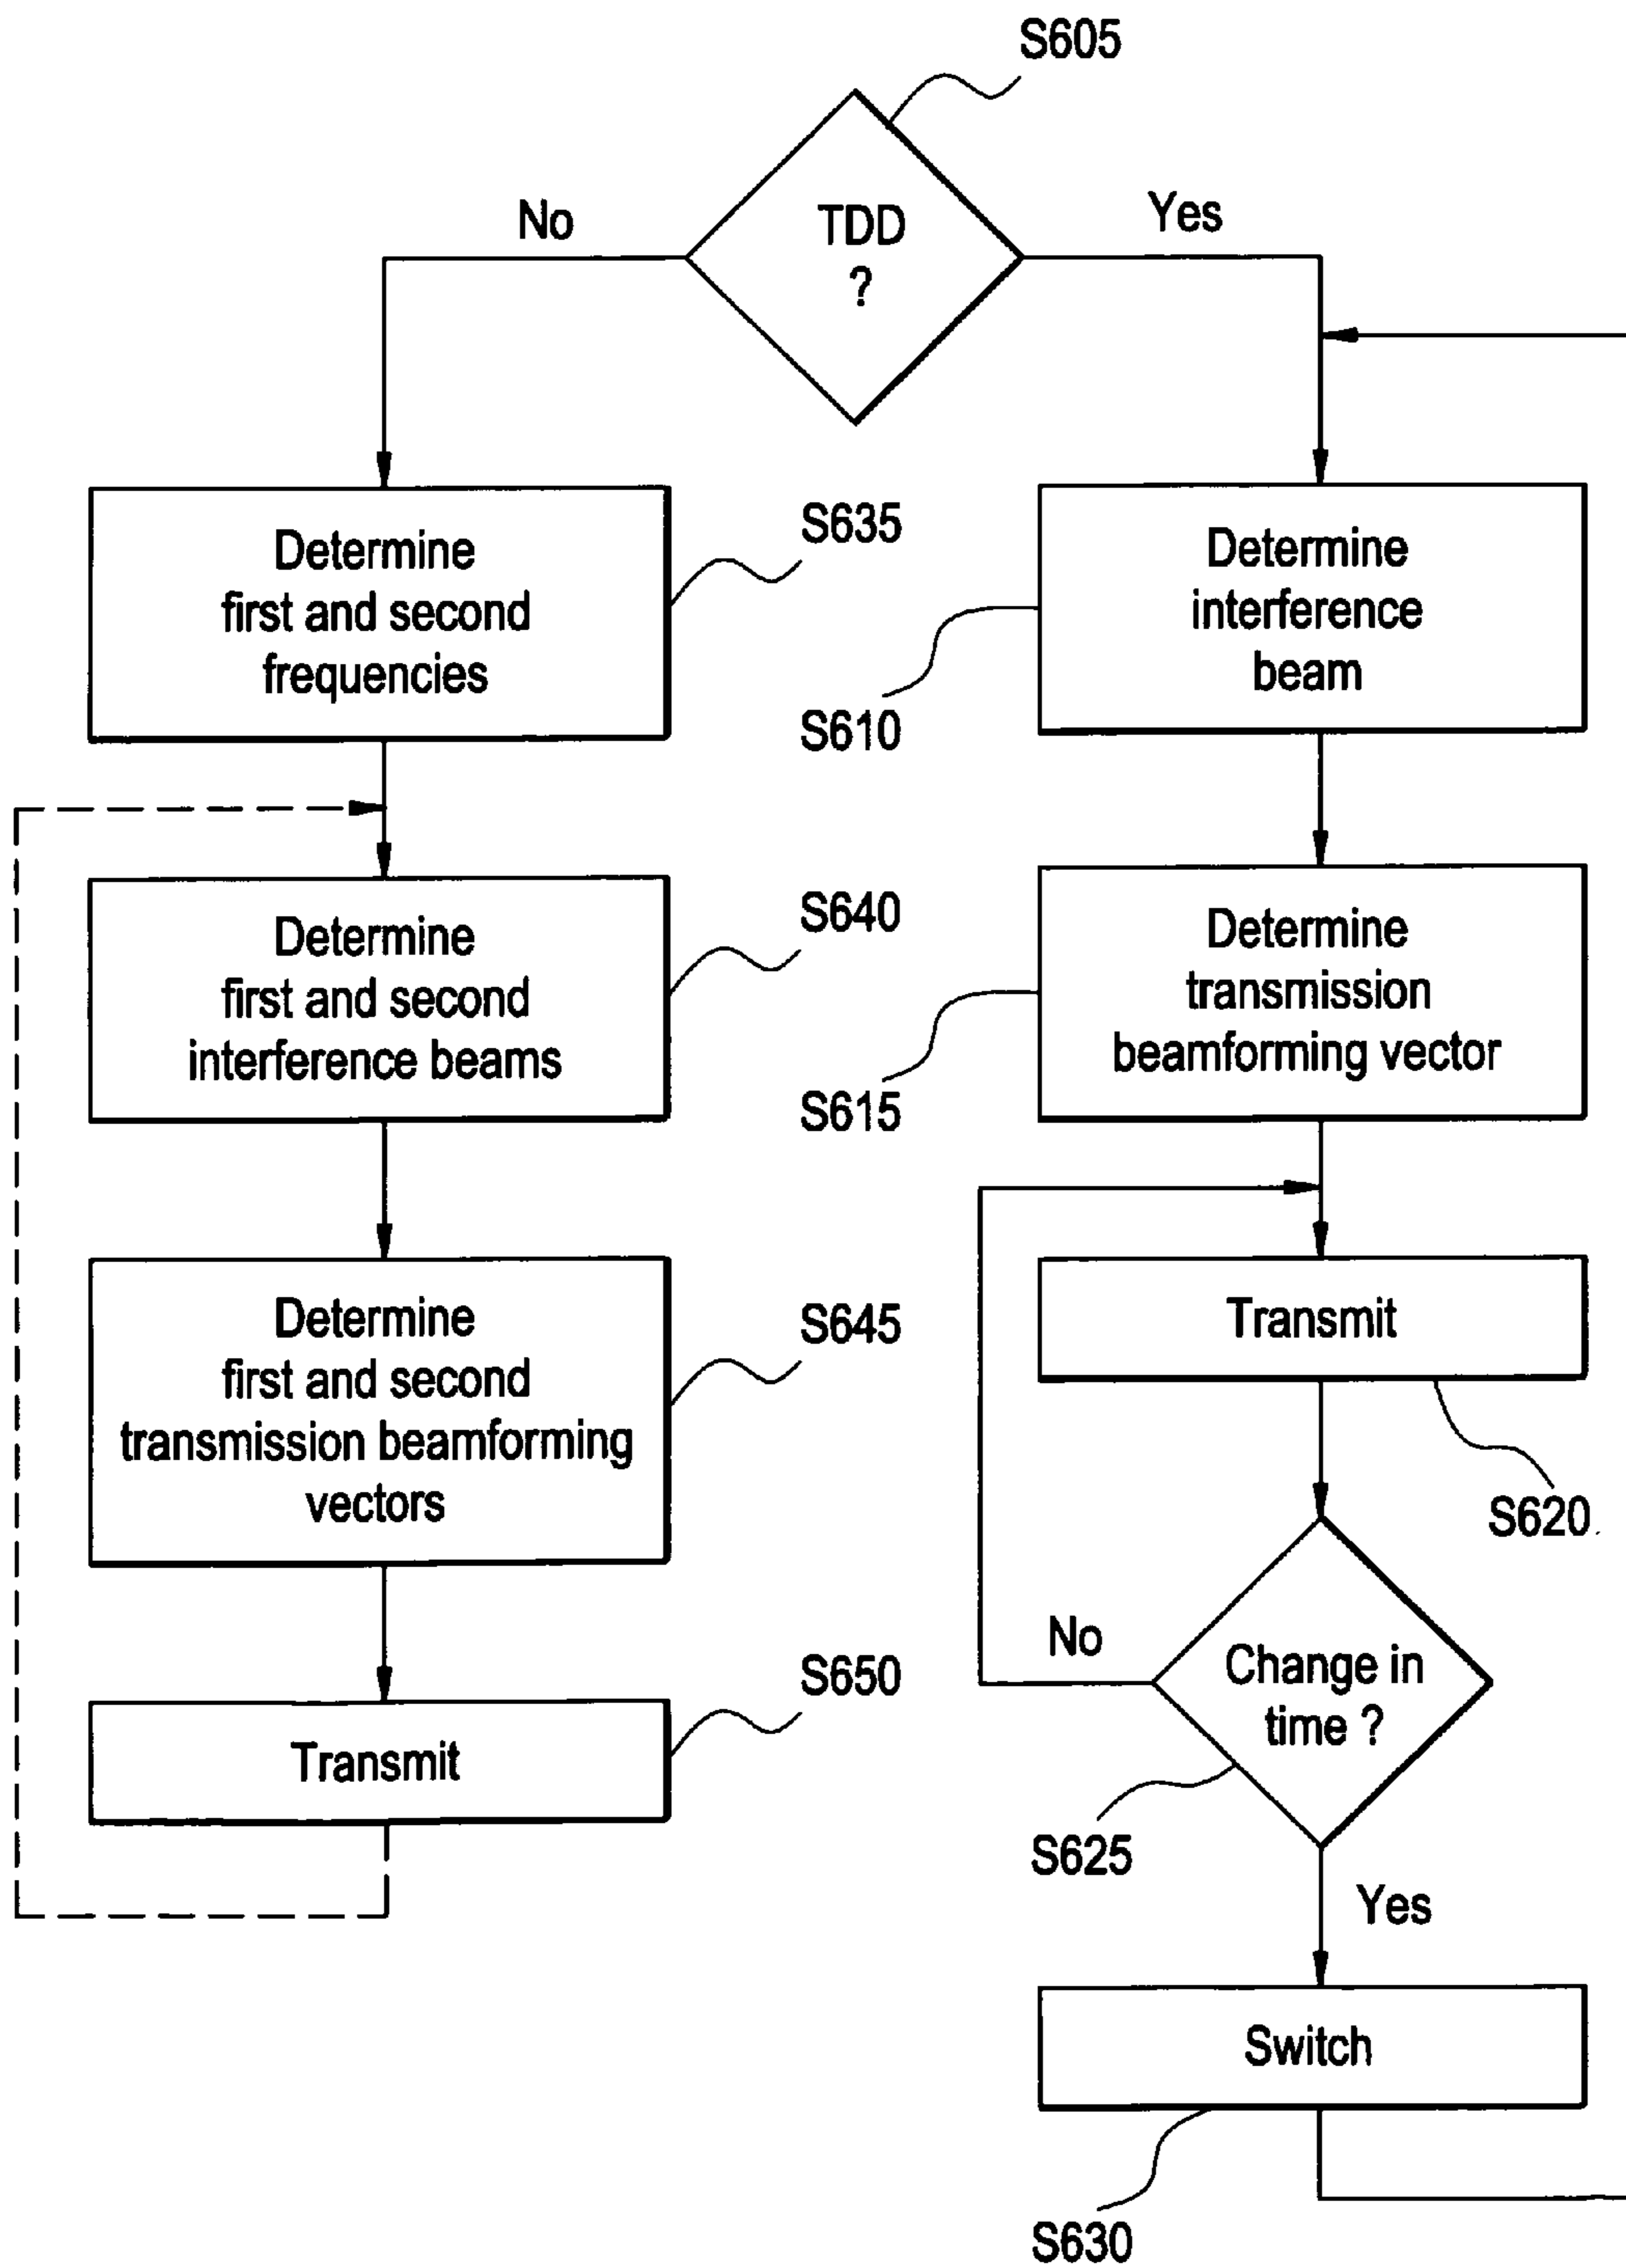 S605
TDD
?
No
Yes
Determine
first and second
frequencies
S635
Determine
interference
beam
S610
Determine
first and second
interference beams
S640
Determine
transmission
beamforming vector
S615
Determine
first and second
transmission beamforming
vectors
S645
Transmit
S620
Transmit
S650
No
Change in
time ?
S625
Yes
Switch
S630